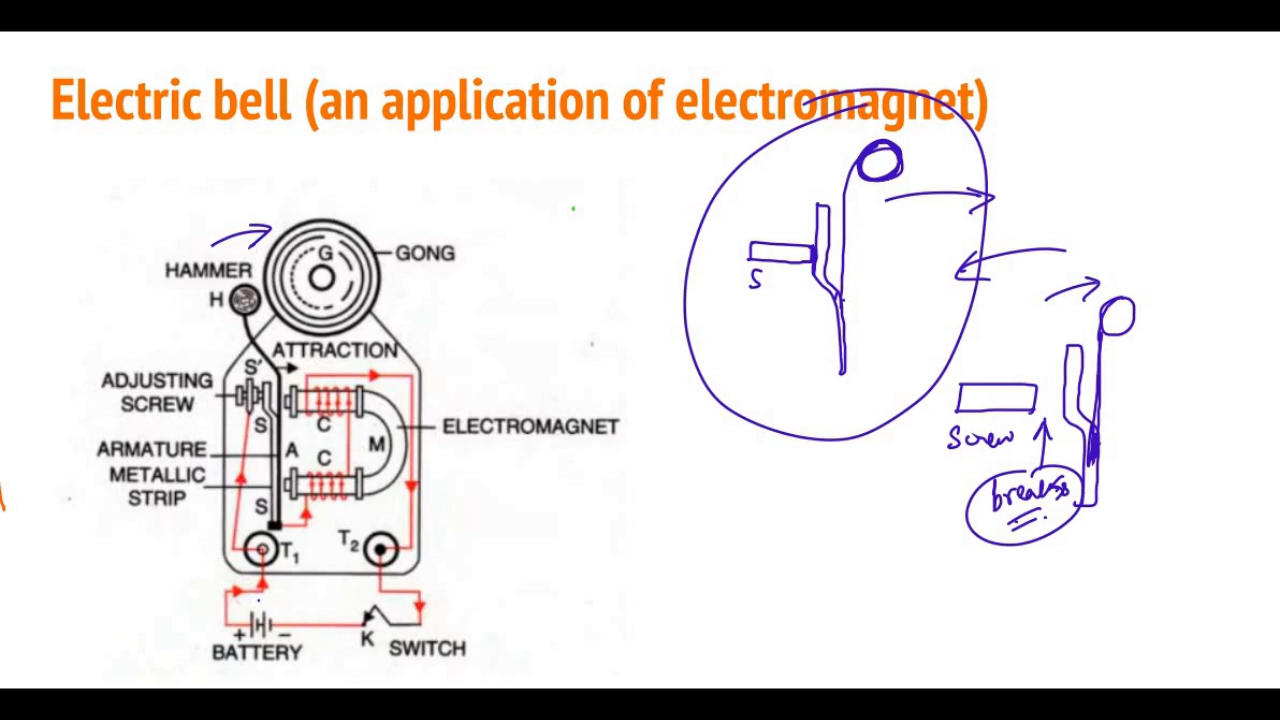 Electric bell (an application of electromagnet)
G
GONG
HAMMER
H
ATTRACTION
S'
ADJUSTING
SCREW
S
C
ELECTROMAGNET
M
ARMATURE
A
C
METALLIC
STRIP
S
T1
T2
+
−
BATTERY
K
SWITCH
S
Screw
breaks